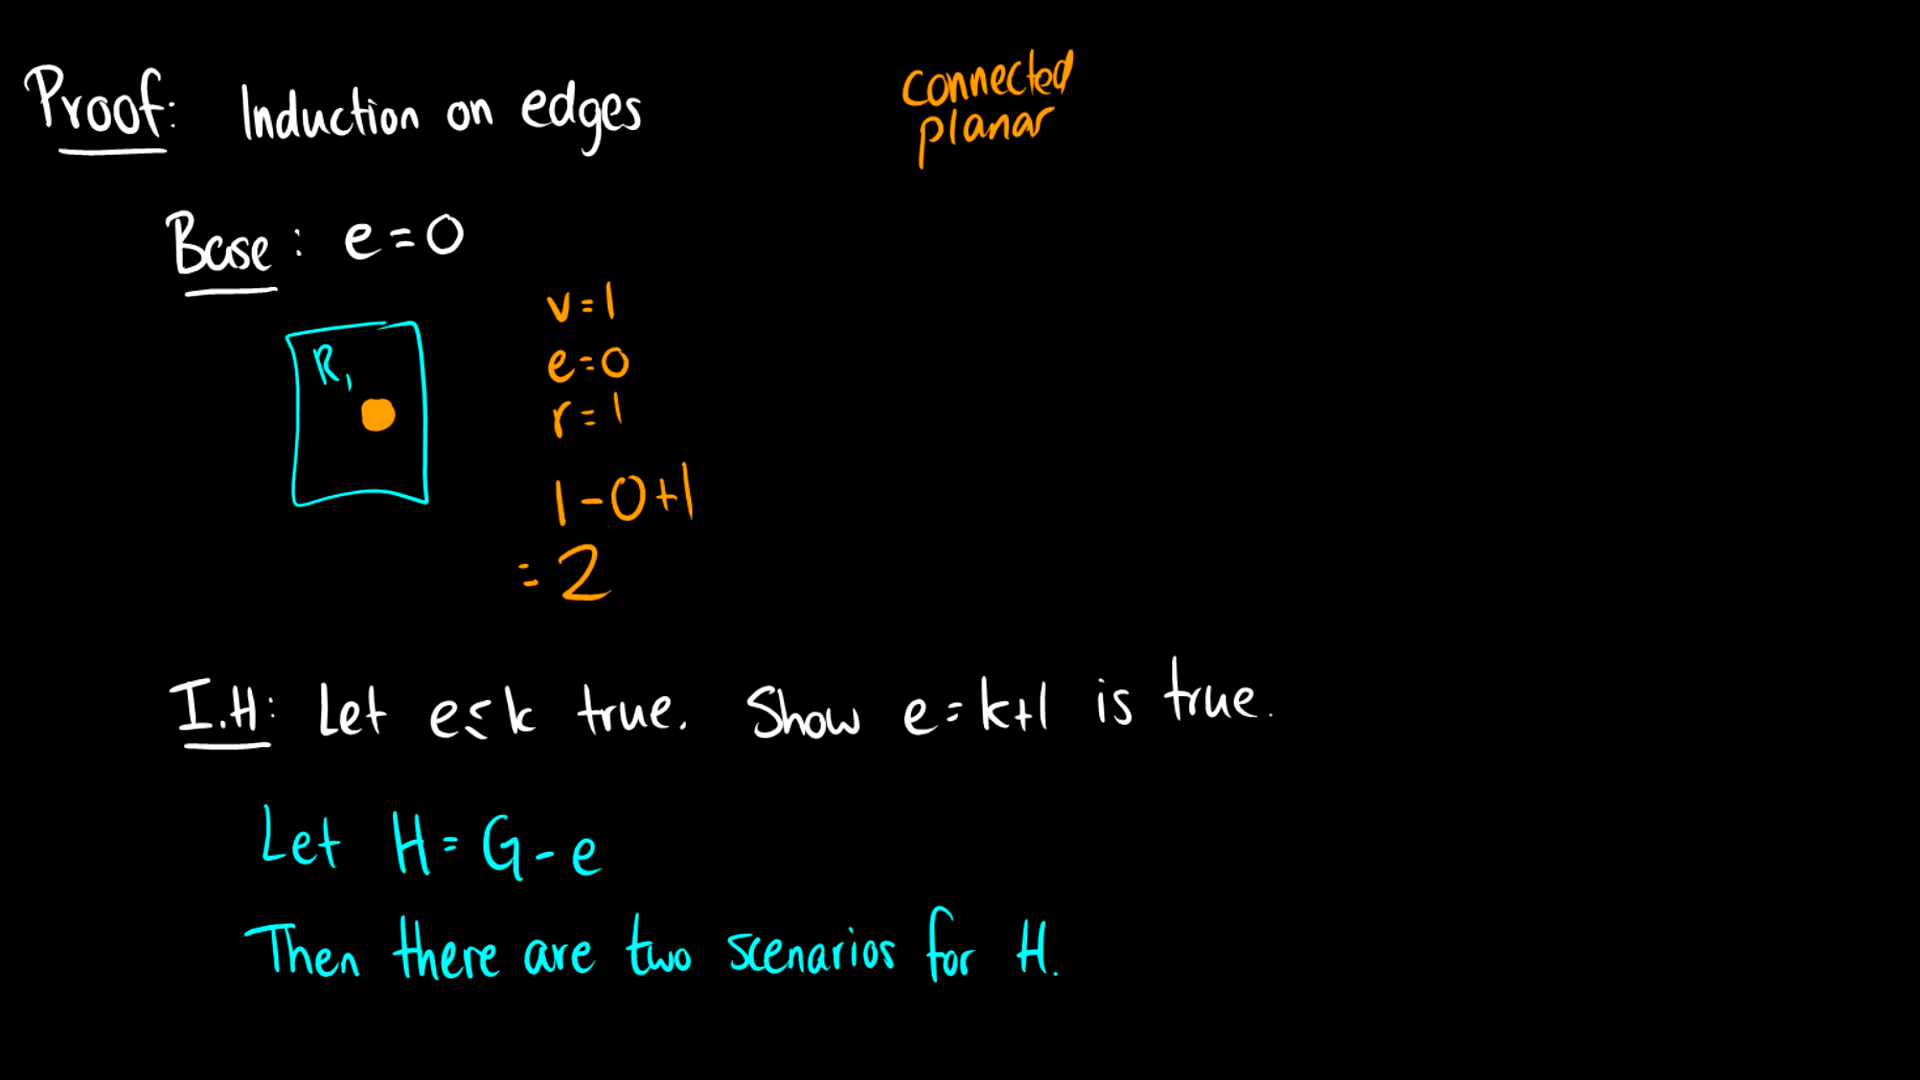 Proof: Induction on edges
connected
planar
Base: e=0
R₁
v=1
e=0
r=1
1-0+1
=2
I.H: Let e≤k true. Show e=k+1 is true.
Let H=G-e
Then there are two scenarios for H.